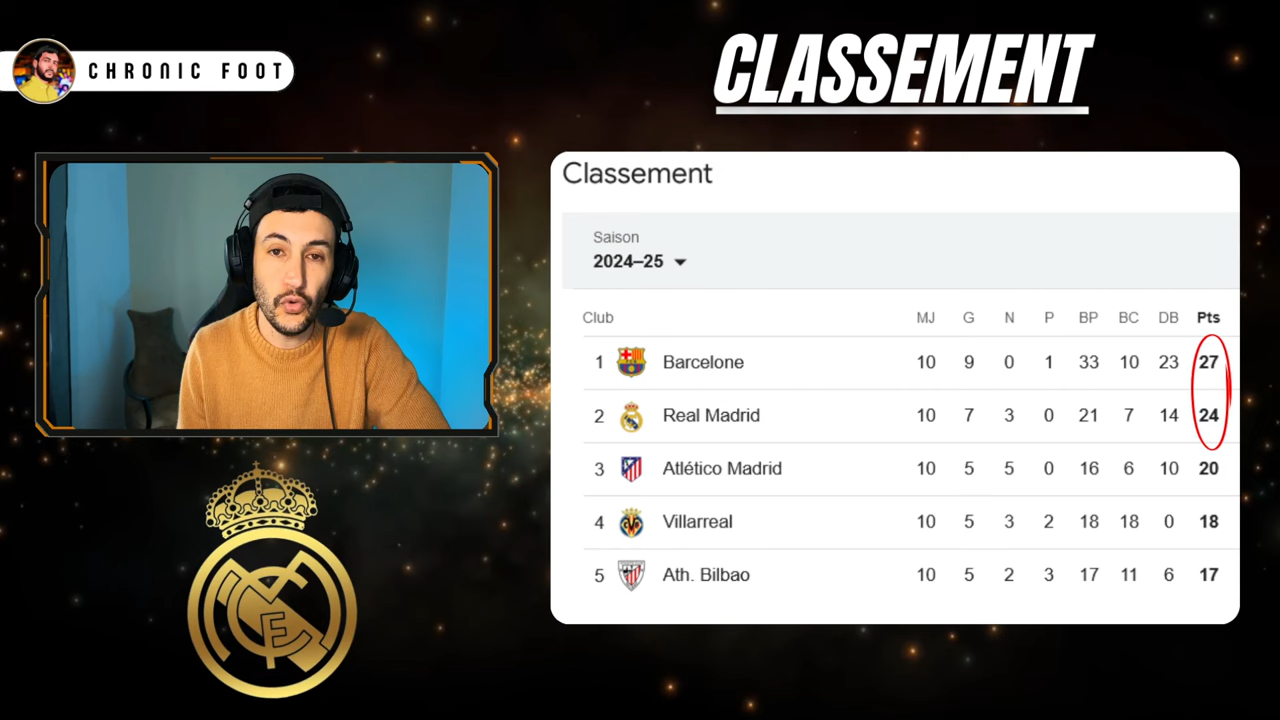 CHRONIC FOOT
CLASSEMENT
Classement
Saison
2024–25
Club MJ G N P BP BC DB Pts
1 Barcelone 10 9 0 1 33 10 23 27
2 Real Madrid 10 7 3 0 21 7 14 24
3 Atlético Madrid 10 5 5 0 16 6 10 20
4 Villarreal 10 5 3 2 18 18 0 18
5 Ath. Bilbao 10 5 2 3 17 11 6 17